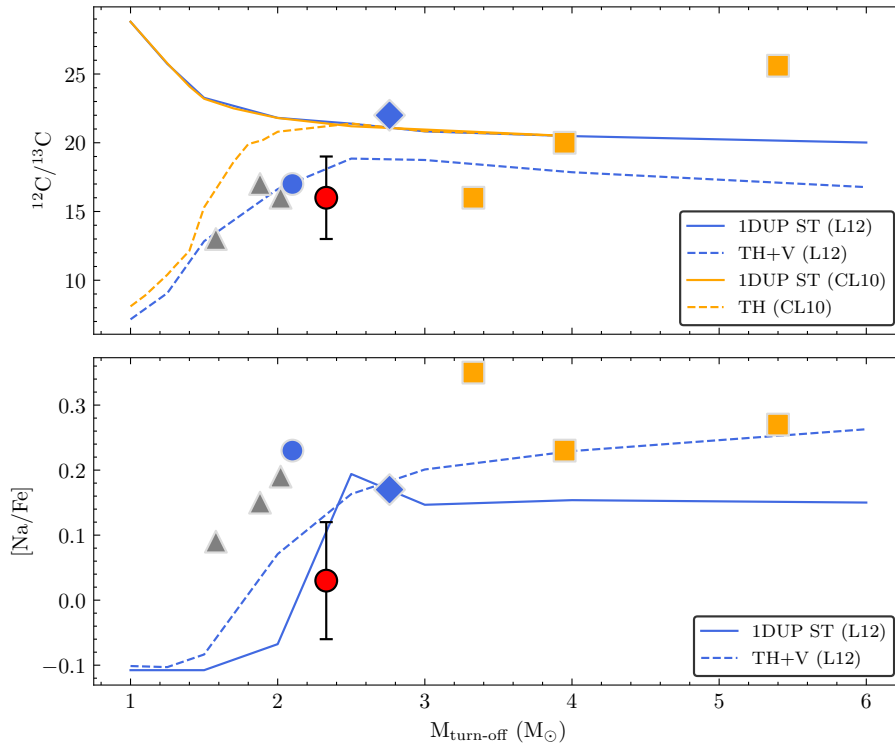 25
20
15
10
¹²C/¹³C
1DUP ST (L12)
TH+V (L12)
1DUP ST (CL10)
TH (CL10)
0.3
0.2
0.1
0.0
−0.1
[Na/Fe]
1DUP ST (L12)
TH+V (L12)
1 2 3 4 5 6
M_turn-off (M_⊙)